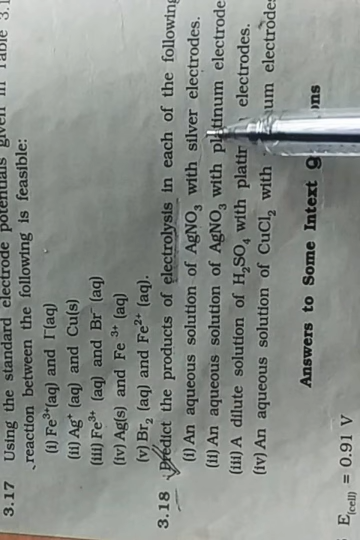 3.17 Using the standard electrode potentials given in Table 3.1
reaction between the following is feasible:
(i) Fe³⁺(aq) and I⁻(aq)
(ii) Ag⁺ (aq) and Cu(s)
(iii) Fe³⁺ (aq) and Br⁻ (aq)
(iv) Ag(s) and Fe ³⁺ (aq)
(v) Br₂ (aq) and Fe²⁺ (aq).
3.18 Predict the products of electrolysis in each of the following
(i) An aqueous solution of AgNO₃ with silver electrodes.
(ii) An aqueous solution of AgNO₃ with platinum electrode
(iii) A dilute solution of H₂SO₄ with platin electrodes.
(iv) An aqueous solution of CuCl₂ with um electrodes
Answers to Some Intext Q ons
E(cell) = 0.91 V